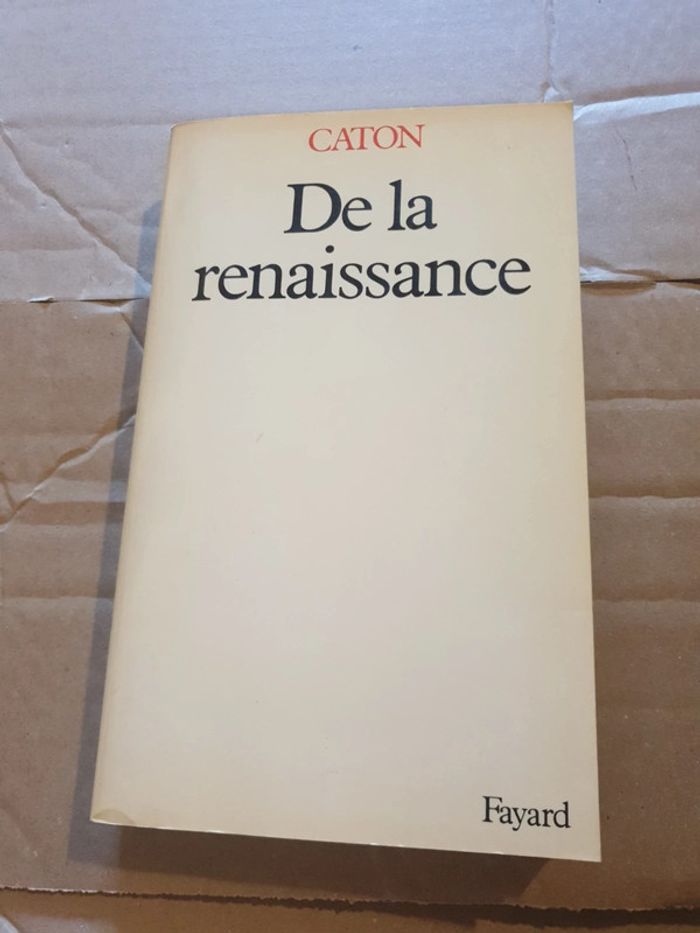 CATON
De la
renaissance
Fayard